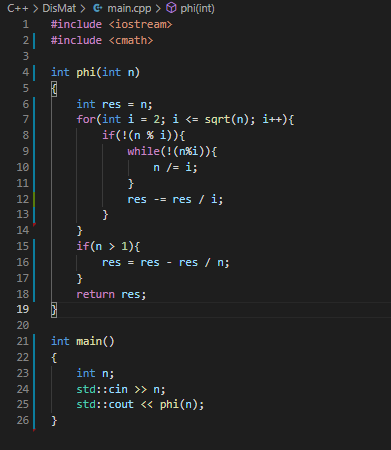 C++ > DisMat > C++ main.cpp > phi(int)
1 #include <iostream>
2 #include <cmath>
3
4 int phi(int n)
5 {
6     int res = n;
7     for(int i = 2; i <= sqrt(n); i++){
8         if(!(n % i)){
9             while(!(n%i)){
10                 n /= i;
11             }
12             res -= res / i;
13         }
14     }
15     if(n > 1){
16         res = res - res / n;
17     }
18     return res;
19 }
20
21 int main()
22 {
23     int n;
24     std::cin >> n;
25     std::cout << phi(n);
26 }